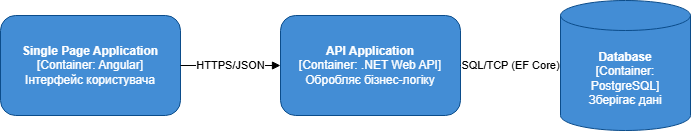 Single Page Application
[Container: Angular]
Інтерфейс користувача
HTTPS/JSON
API Application
[Container: .NET Web API]
Обробляє бізнес-логіку
SQL/TCP (EF Core)
Database
[Container:
PostgreSQL]
Зберігає дані